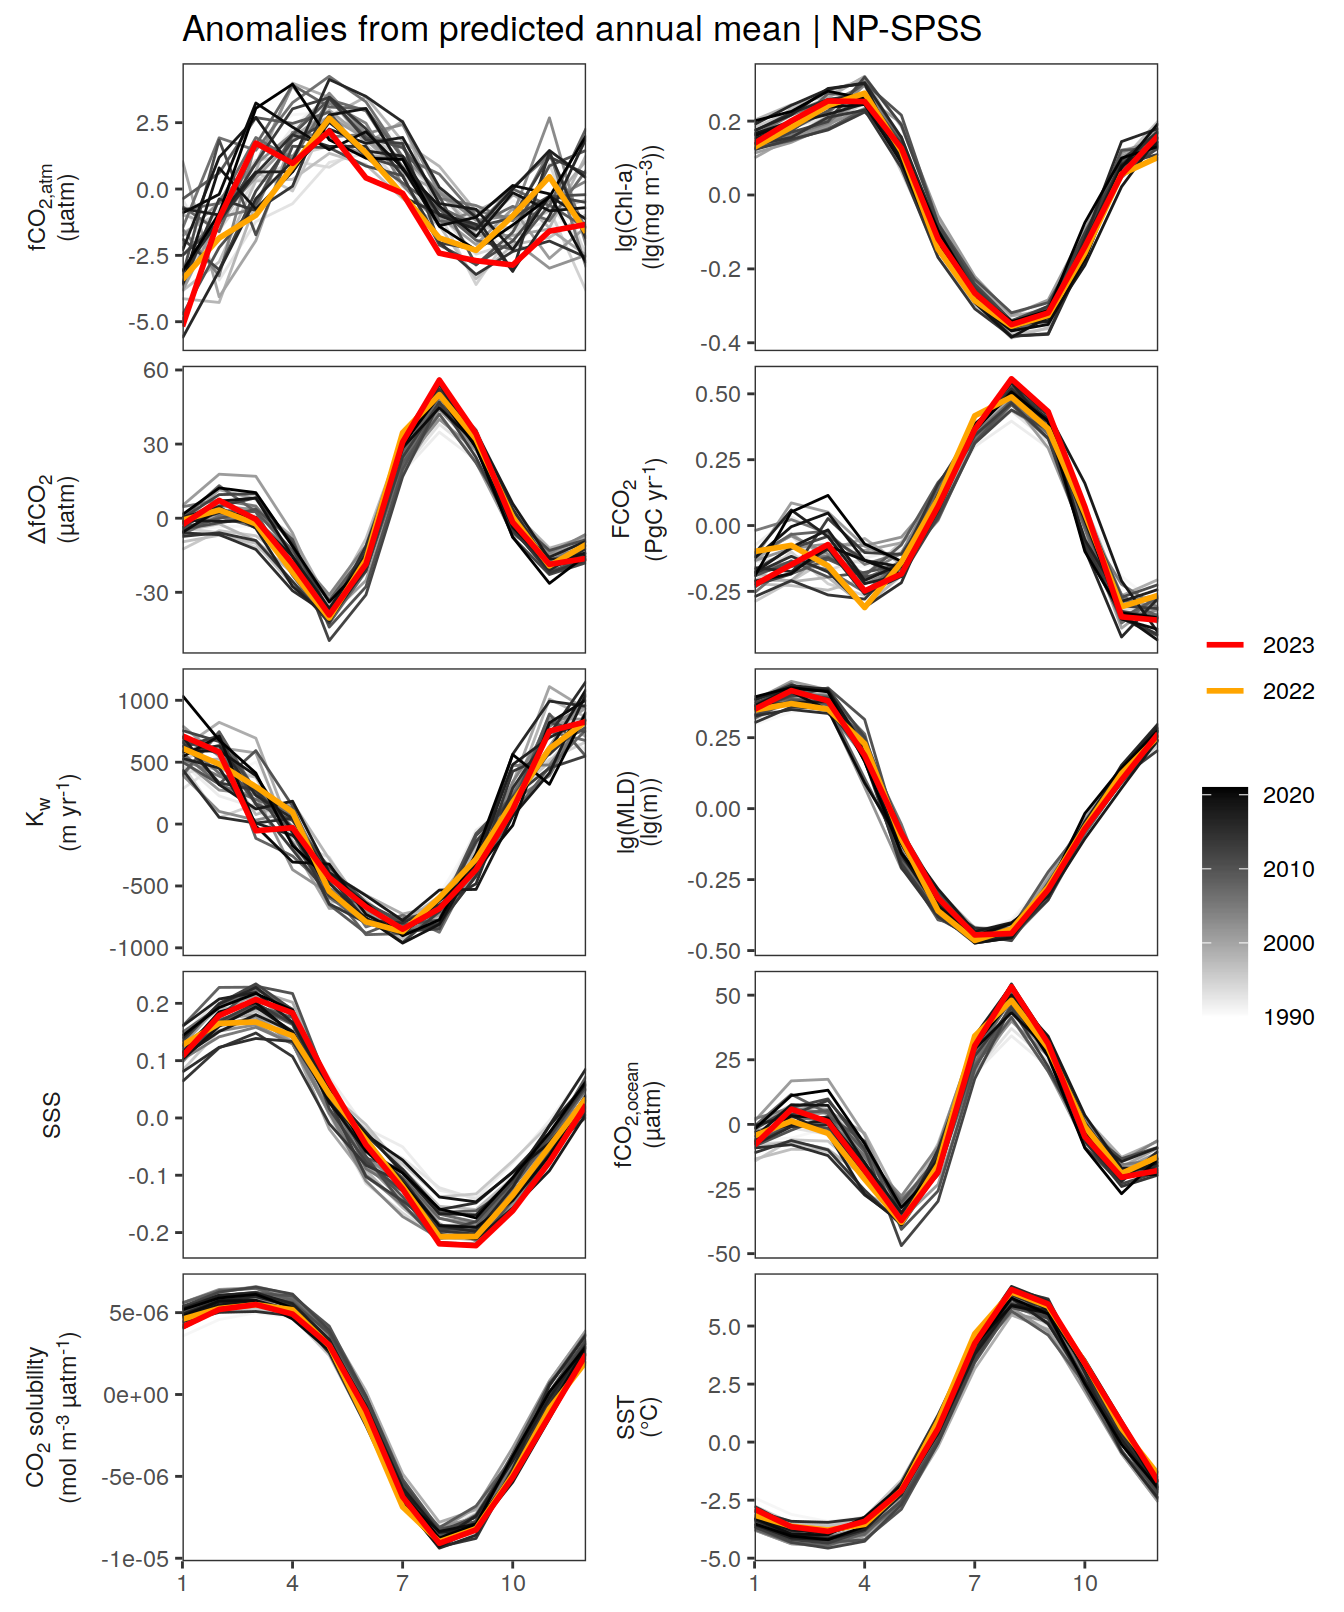 Anomalies from predicted annual mean | NP-SPSS
fCO2,atm
(µatm)
2.5
0.0
-2.5
-5.0
lg(Chl-a)
(lg(mg m-3))
0.2
0.0
-0.2
-0.4
ΔfCO2
(µatm)
60
30
0
-30
FCO2
(PgC yr-1)
0.50
0.25
0.00
-0.25
Kw
(m yr-1)
1000
500
0
-500
-1000
lg(MLD)
(lg(m))
0.25
0.00
-0.25
-0.50
SSS
0.2
0.1
0.0
-0.1
-0.2
fCO2,ocean
(µatm)
50
25
0
-25
-50
CO2 solubility
(mol m-3 µatm-1)
5e-06
0e+00
-5e-06
-1e-05
SST
(°C)
5.0
2.5
0.0
-2.5
-5.0
1 4 7 10
1 4 7 10
2023
2022
2020
2010
2000
1990